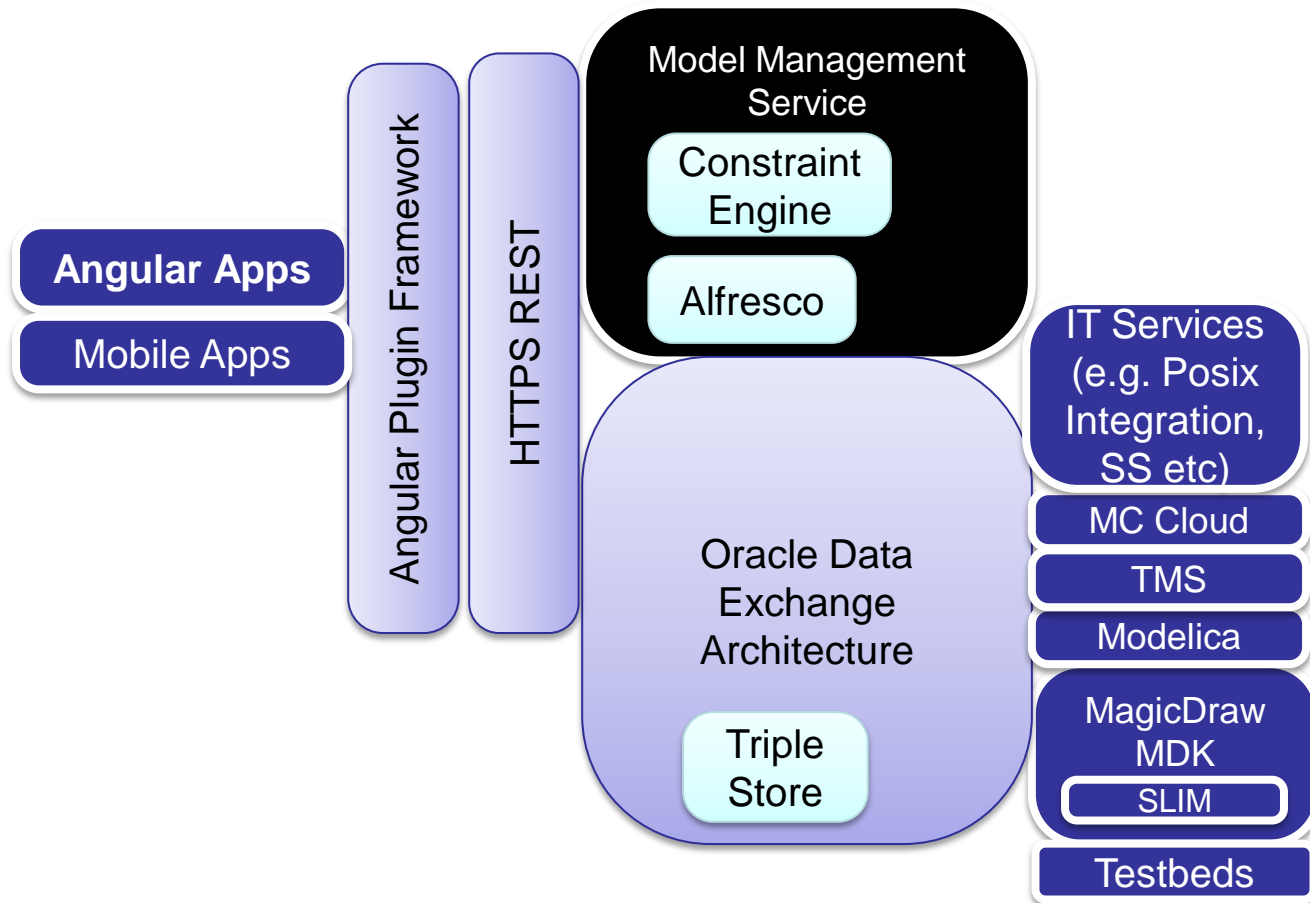 Angular Apps
Mobile Apps
Angular Plugin Framework
HTTPS REST
Model Management
Service
Constraint
Engine
Alfresco
Oracle Data
Exchange
Architecture
Triple
Store
IT Services
(e.g. Posix
Integration,
SS etc)
MC Cloud
TMS
Modelica
MagicDraw
MDK
SLIM
Testbeds